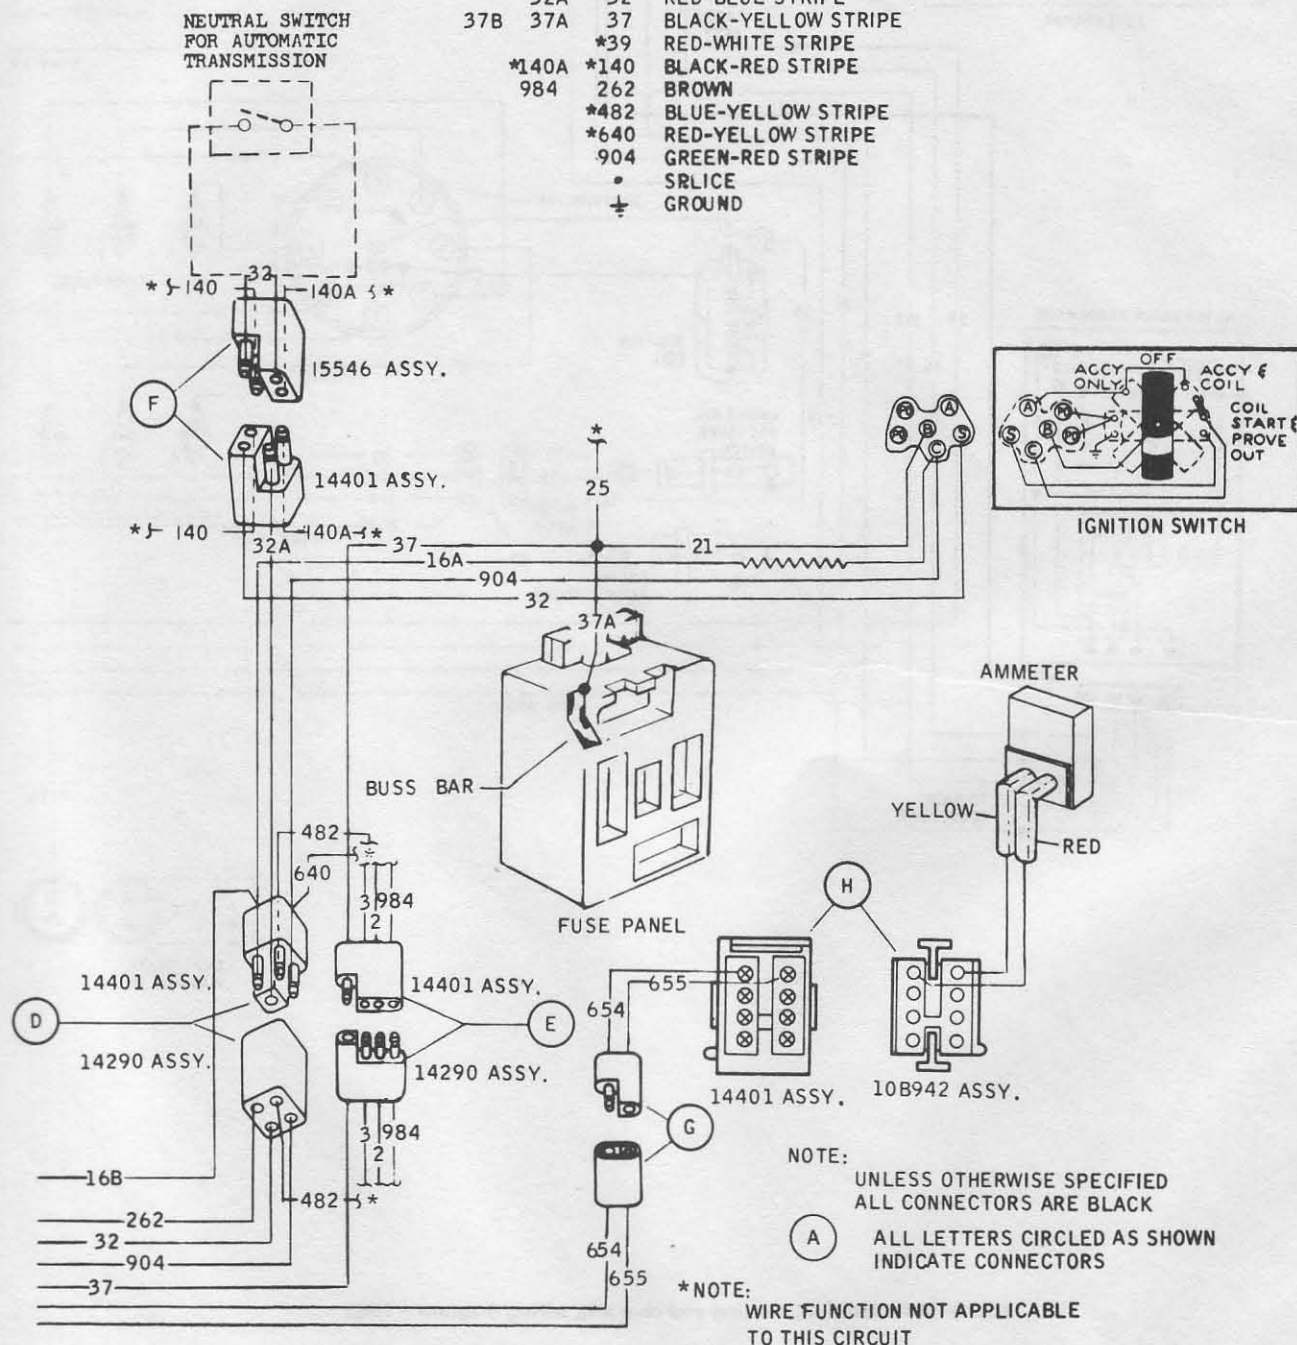 NEUTRAL SWITCH
FOR AUTOMATIC
TRANSMISSION
32A 32 RED-BLUE STRIPE
37B 37A 37 BLACK-YELLOW STRIPE
*39 RED-WHITE STRIPE
*140A *140 BLACK-RED STRIPE
984 262 BROWN
*482 BLUE-YELLOW STRIPE
*640 RED-YELLOW STRIPE
904 GREEN-RED STRIPE
SPLICE
GROUND
32
* 140
140A *
15546 ASSY.
F
14401 ASSY.
* 140
140A *
32A
37
16A
904
32
*
25
21
37A
A
B
S
C
OFF
ACCY
ONLY
ACCY &
COIL
COIL
START &
PROVE
OUT
A
B
S
C
IGNITION SWITCH
BUSS BAR
FUSE PANEL
AMMETER
YELLOW
RED
482
*
640
3
2
984
14401 ASSY.
D
14290 ASSY.
14401 ASSY.
E
14290 ASSY.
3
2
984
482 *
16B
262
32
904
37
654
655
G
654
655
H
14401 ASSY.
10B942 ASSY.
NOTE:
UNLESS OTHERWISE SPECIFIED
ALL CONNECTORS ARE BLACK
A
ALL LETTERS CIRCLED AS SHOWN
INDICATE CONNECTORS
*NOTE:
WIRE FUNCTION NOT APPLICABLE
TO THIS CIRCUIT